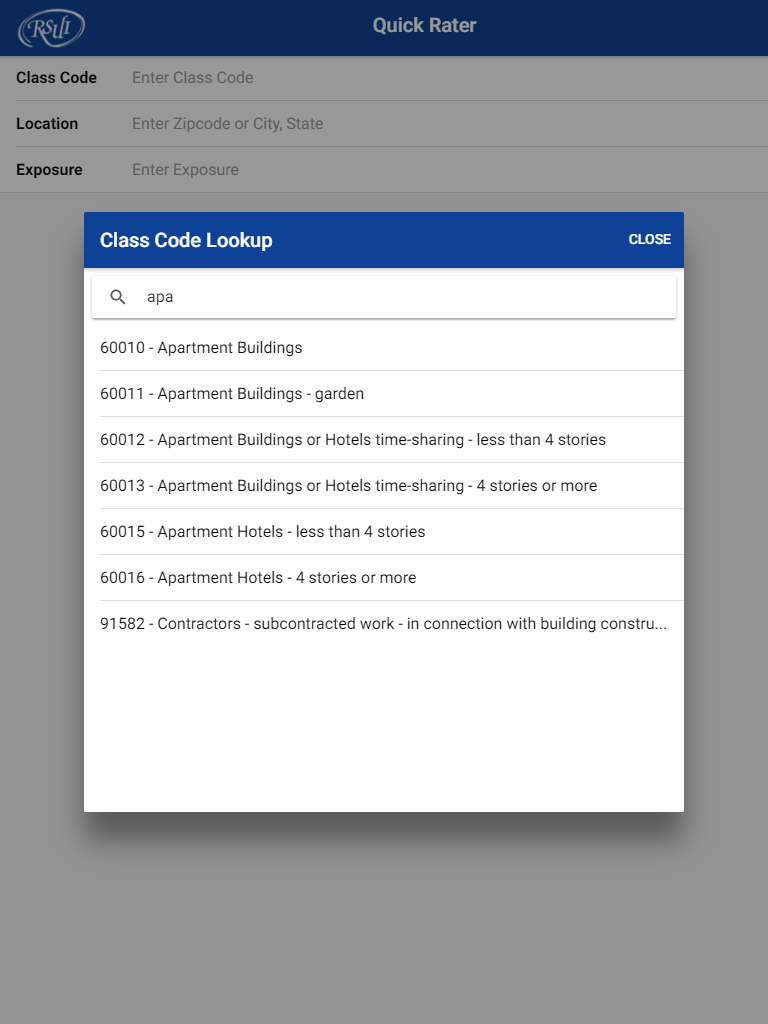 RSUI
Quick Rater
Class Code Enter Class Code
Location Enter Zipcode or City, State
Exposure Enter Exposure
Class Code Lookup CLOSE
apa
60010 - Apartment Buildings
60011 - Apartment Buildings - garden
60012 - Apartment Buildings or Hotels time-sharing - less than 4 stories
60013 - Apartment Buildings or Hotels time-sharing - 4 stories or more
60015 - Apartment Hotels - less than 4 stories
60016 - Apartment Hotels - 4 stories or more
91582 - Contractors - subcontracted work - in connection with building constru...